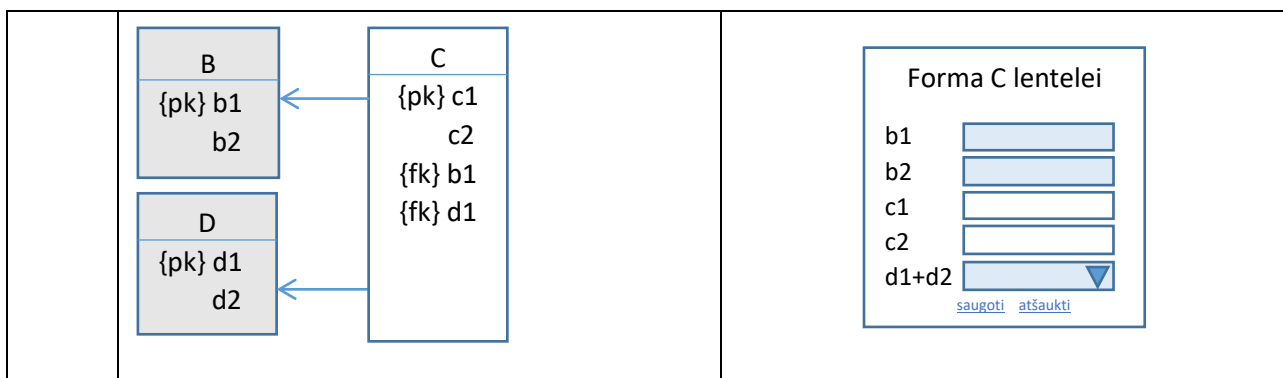 B
{pk} b1
b2
D
{pk} d1
d2
C
{pk} c1
c2
{fk} b1
{fk} d1
Forma C lentelei
b1
b2
c1
c2
d1+d2
saugoti atšaukti